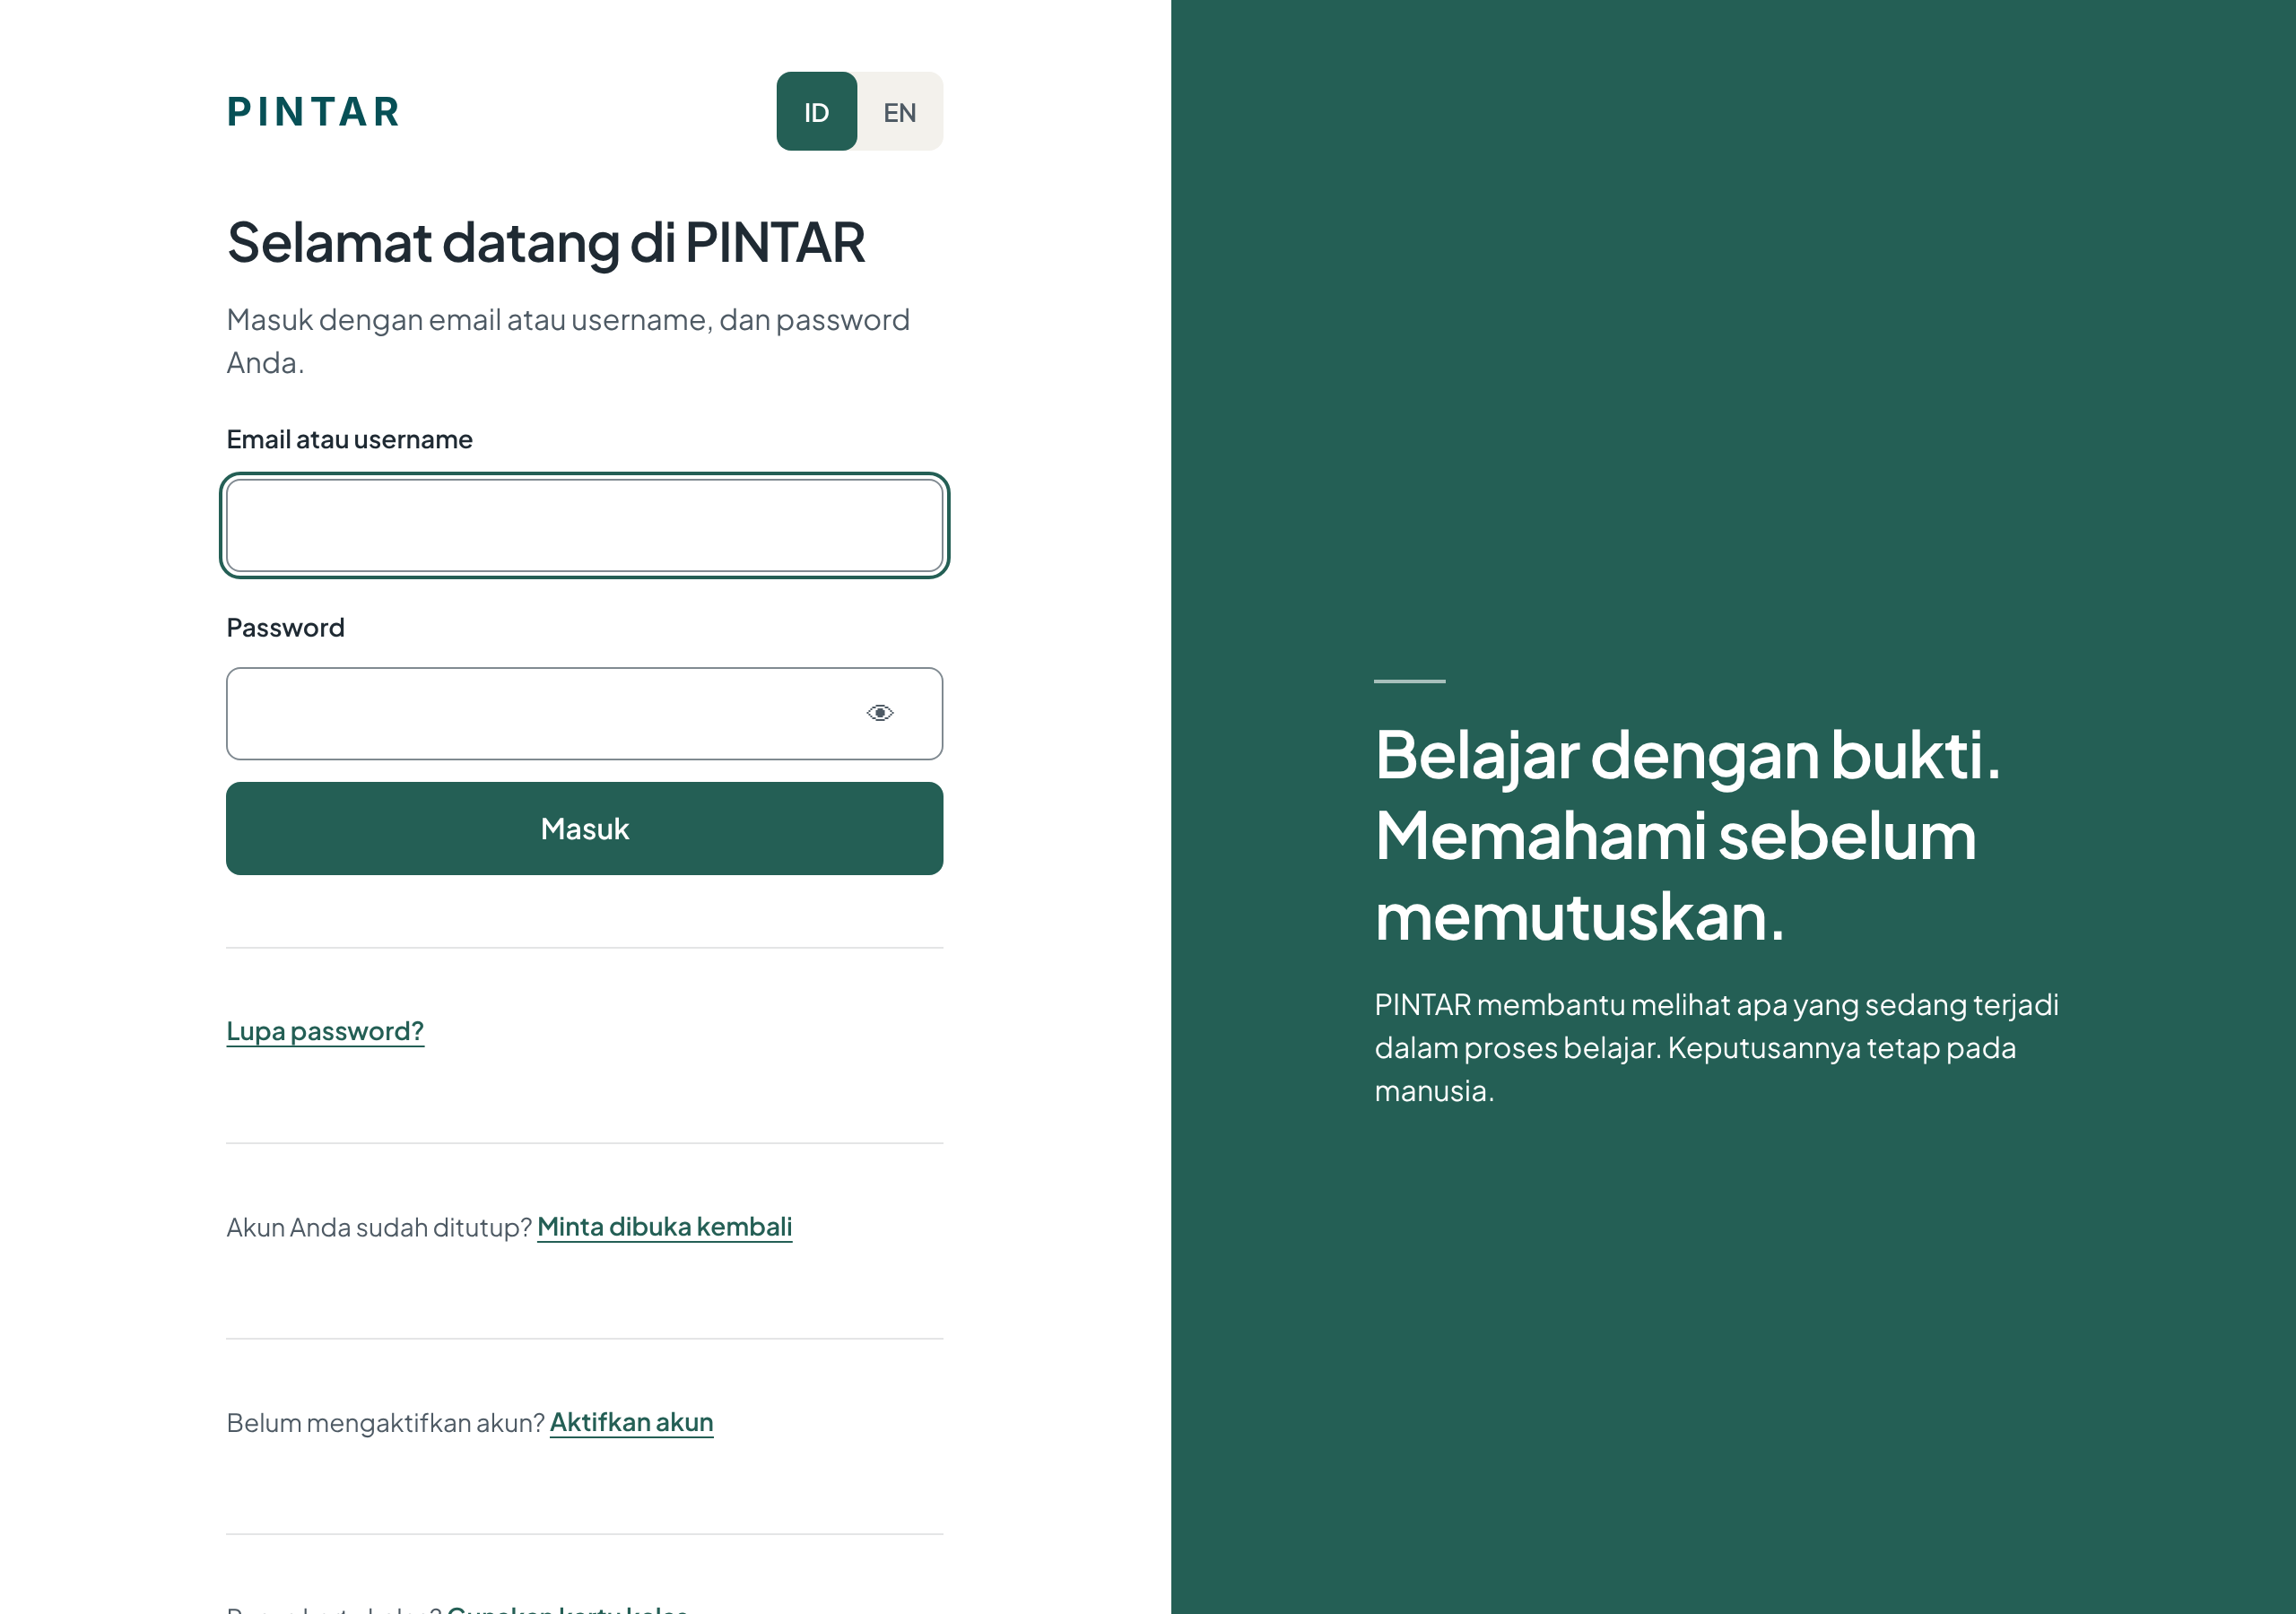 PINTAR
ID EN
Selamat datang di PINTAR
Masuk dengan email atau username, dan password
Anda.
Email atau username
Password
Masuk
Lupa password?
Akun Anda sudah ditutup? Minta dibuka kembali
Belum mengaktifkan akun? Aktifkan akun
Belajar dengan bukti.
Memahami sebelum
memutuskan.
PINTAR membantu melihat apa yang sedang terjadi
dalam proses belajar. Keputusannya tetap pada
manusia.